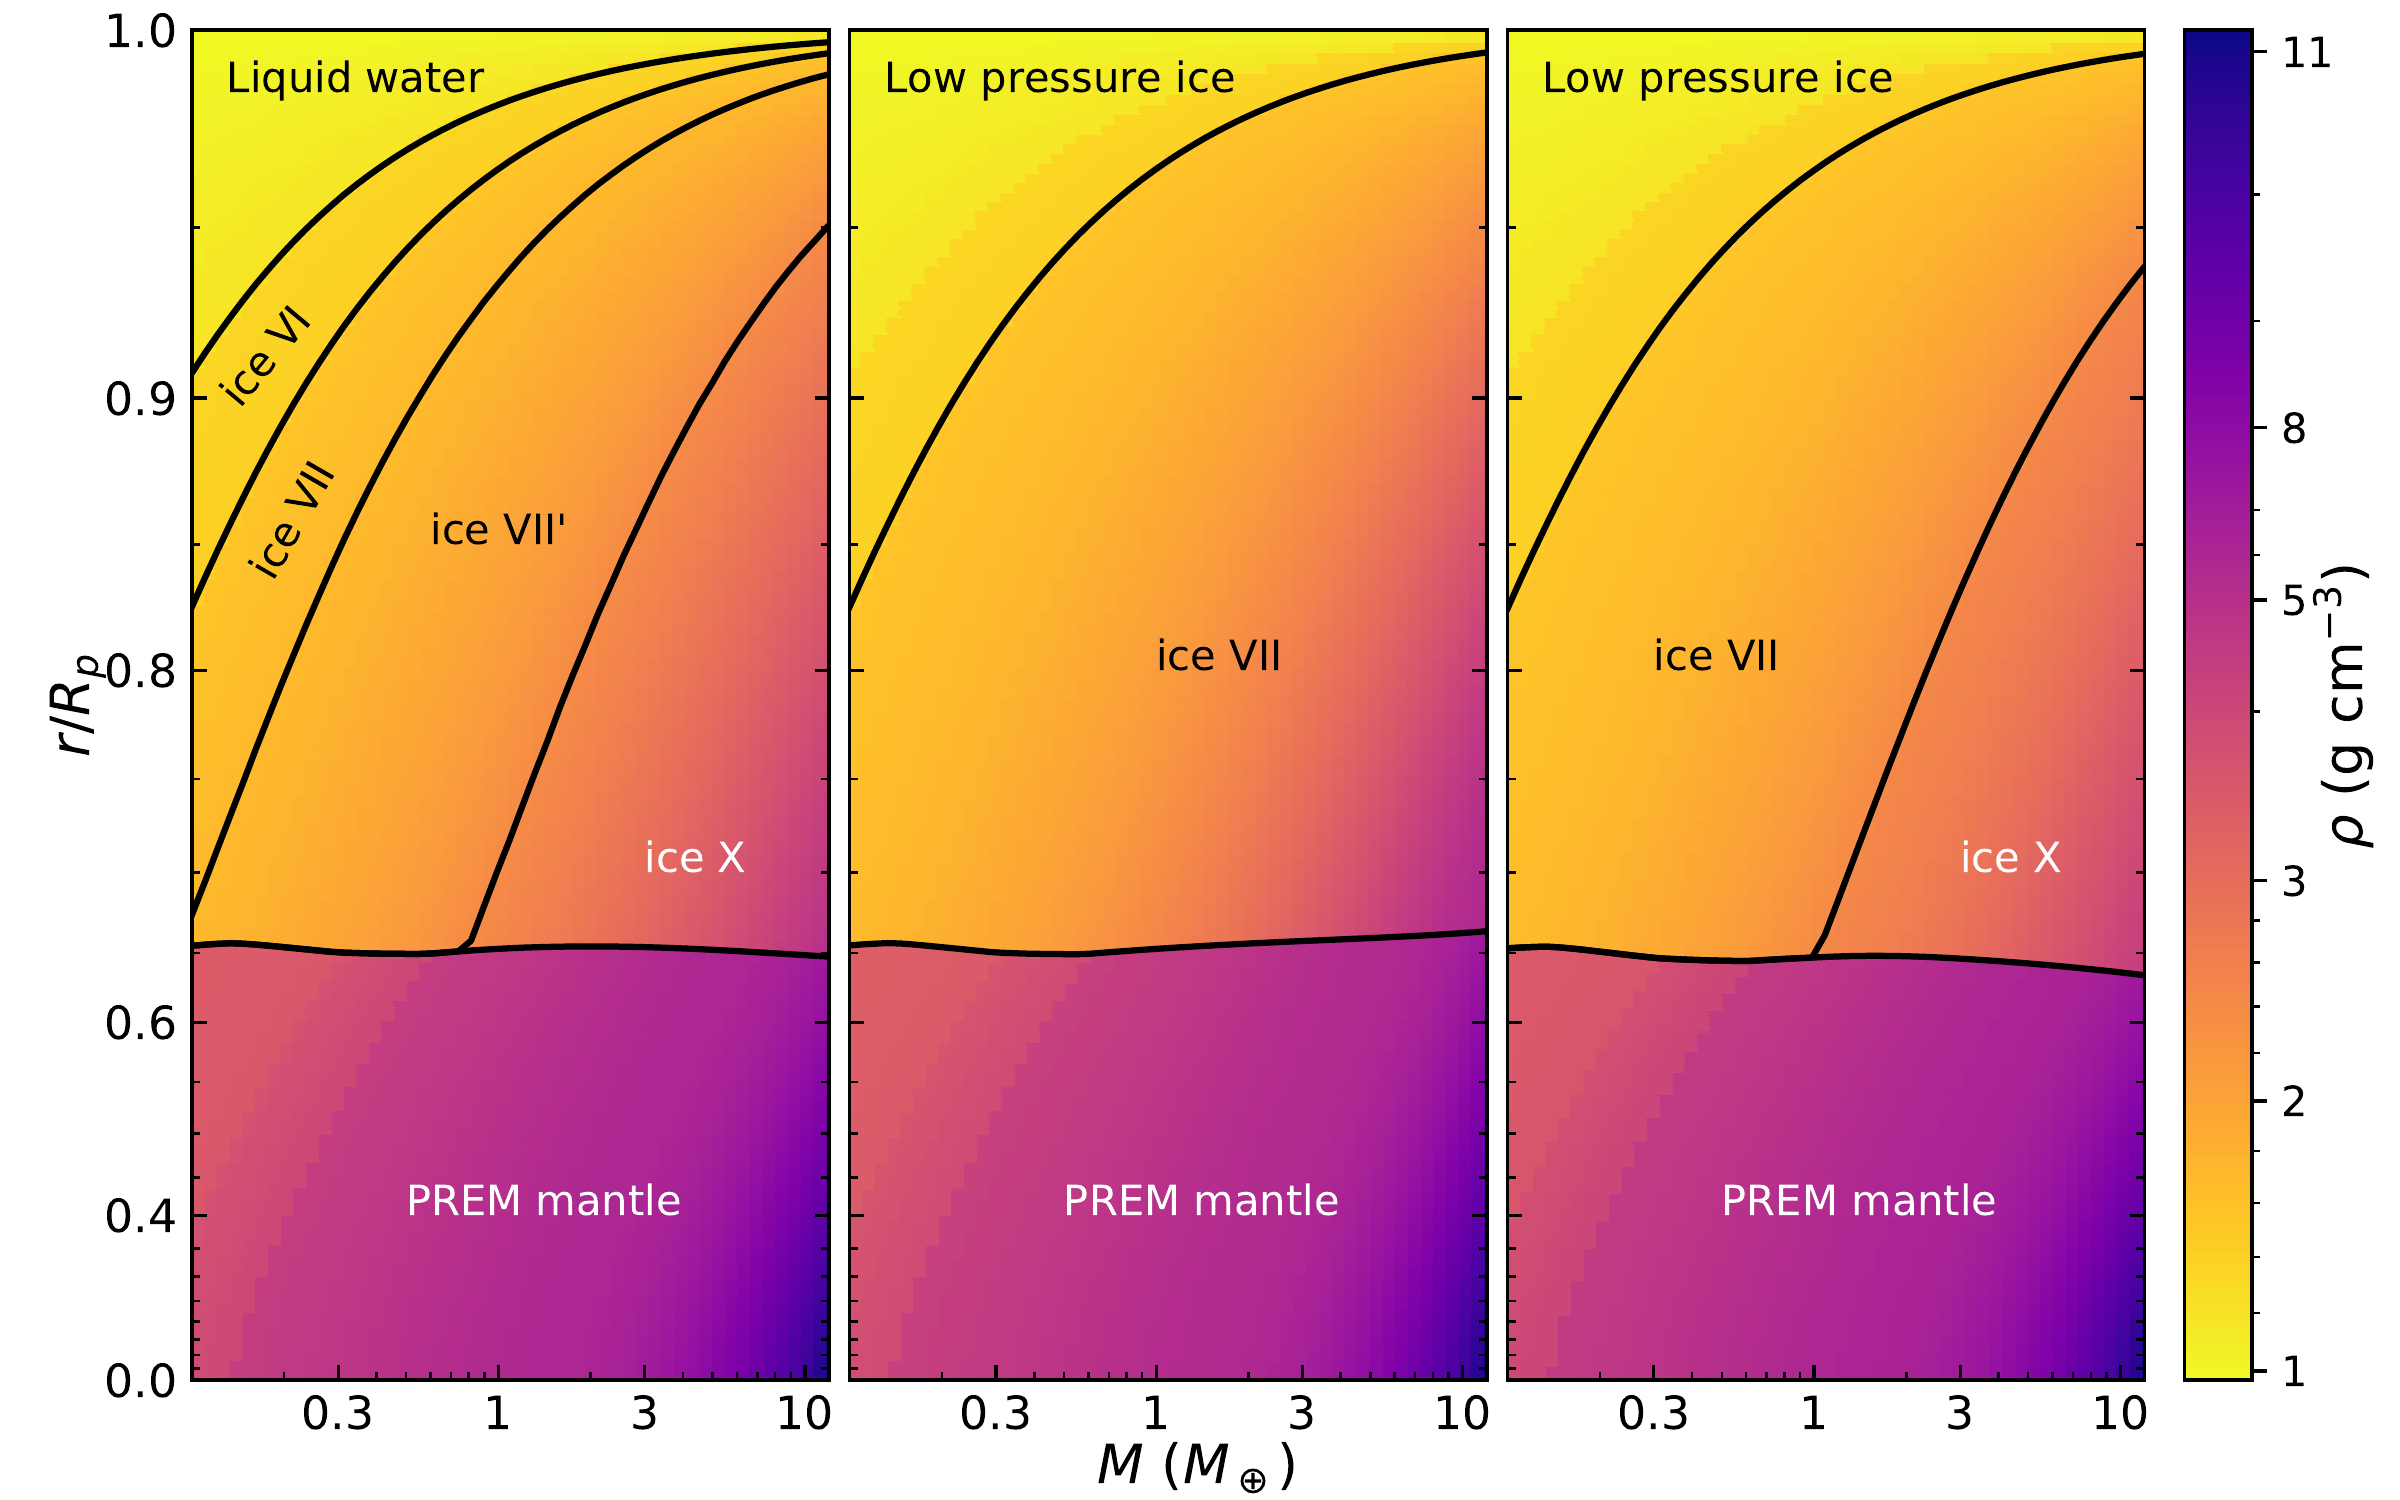 1.0
0.9
0.8
0.6
0.4
0.0
r/Rₚ
Liquid water
ice VI
ice VII
ice VII'
ice X
PREM mantle
0.3 1 3 10
Low pressure ice
ice VII
PREM mantle
0.3 1 3 10
Low pressure ice
ice VII
ice X
PREM mantle
0.3 1 3 10
M (M⊕)
11
8
5
3
2
1
ρ (g cm⁻³)